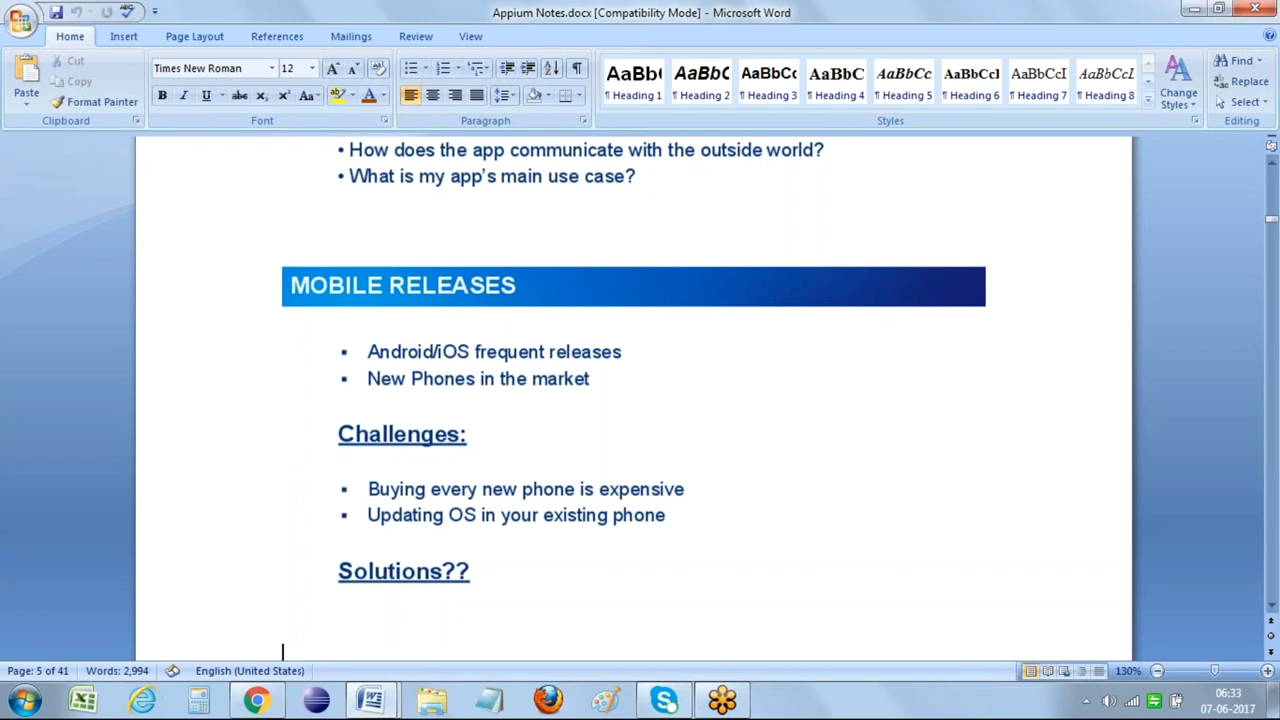 Appium Notes.docx [Compatibility Mode] - Microsoft Word
Home Insert Page Layout References Mailings Review View
Paste
Cut
Copy
Format Painter
Clipboard
Times New Roman 12
Font
Paragraph
AaBb( AaBbC AaBbCc AaBbC AaBbCc AaBbCcI AaBbCcI AaBbCcL
¶ Heading 1 ¶ Heading 2 ¶ Heading 3 ¶ Heading 4 ¶ Heading 5 ¶ Heading 6 ¶ Heading 7 ¶ Heading 8
Change Styles
Styles
Find
Replace
Select
Editing
• How does the app communicate with the outside world?
• What is my app’s main use case?
MOBILE RELEASES
▪ Android/iOS frequent releases
▪ New Phones in the market
Challenges:
▪ Buying every new phone is expensive
▪ Updating OS in your existing phone
Solutions??
Page: 5 of 41 Words: 2,994 English (United States) 130%
06:33
07-06-2017